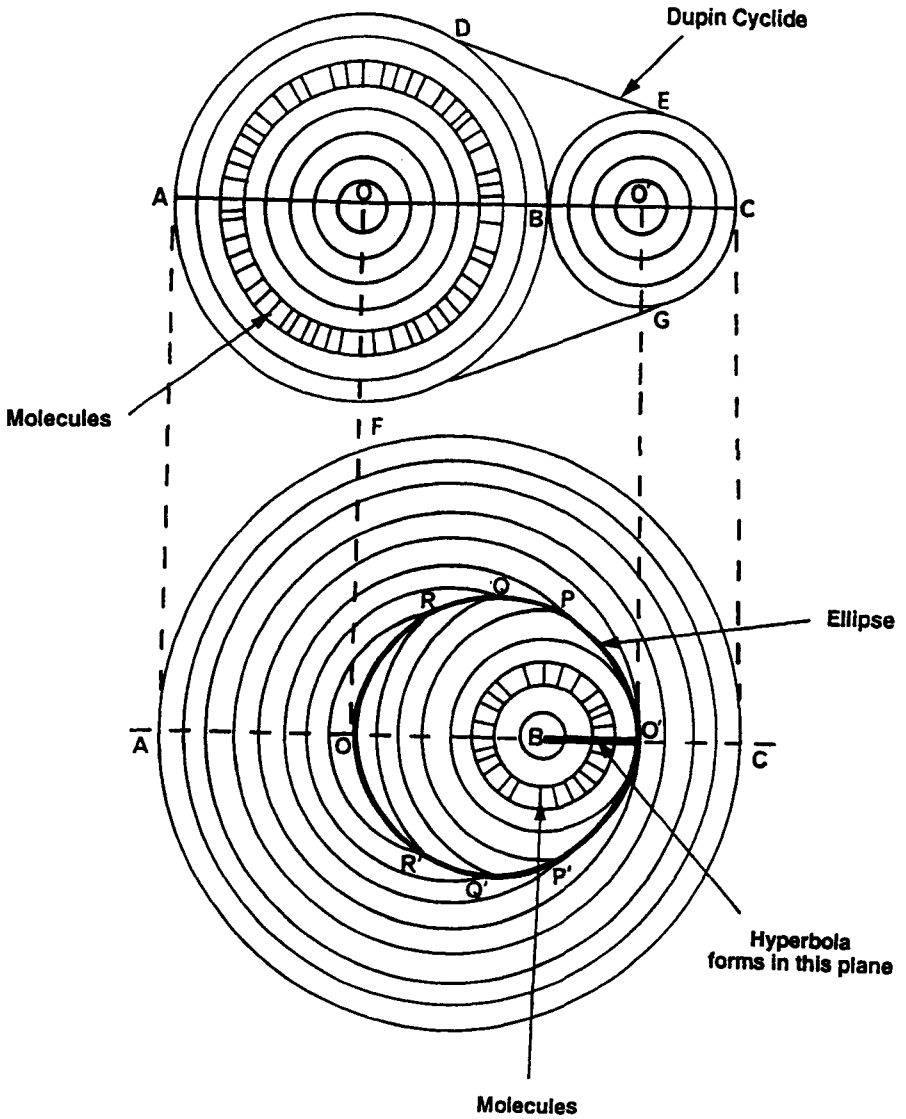 Dupin Cyclide
D
E
A
O
B
O'
C
G
Molecules
F
R
Q
P
Ellipse
A
O
B
O'
C
R'
Q'
P'
Hyperbola
forms in this plane
Molecules